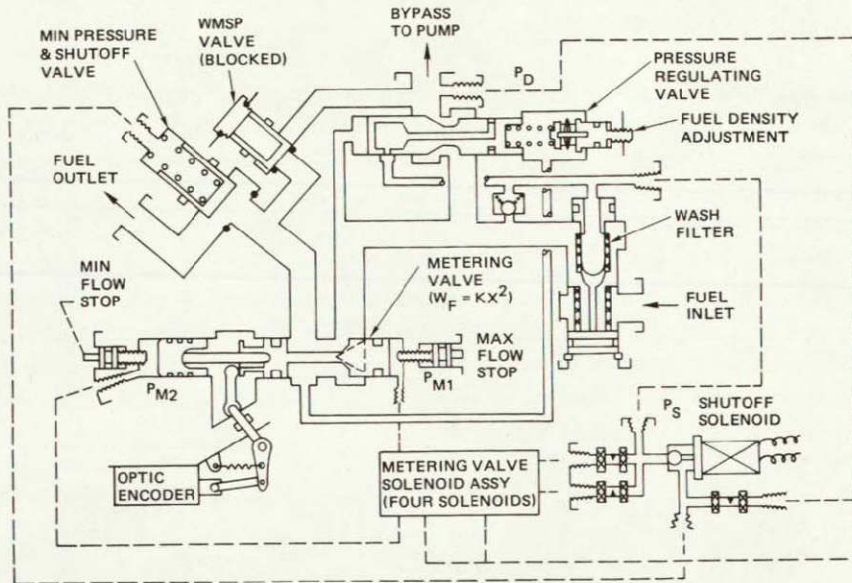 BYPASS
TO PUMP
WMSP
VALVE
(BLOCKED)
MIN PRESSURE
& SHUTOFF
VALVE
PD
PRESSURE
REGULATING
VALVE
FUEL DENSITY
ADJUSTMENT
FUEL
OUTLET
WASH
FILTER
METERING
VALVE
(WF = KX2)
MIN
FLOW
STOP
FUEL
INLET
MAX
FLOW
STOP
PM2
PM1
PS
SHUTOFF
SOLENOID
OPTIC
ENCODER
METERING VALVE
SOLENOID ASSY
(FOUR SOLENOIDS)